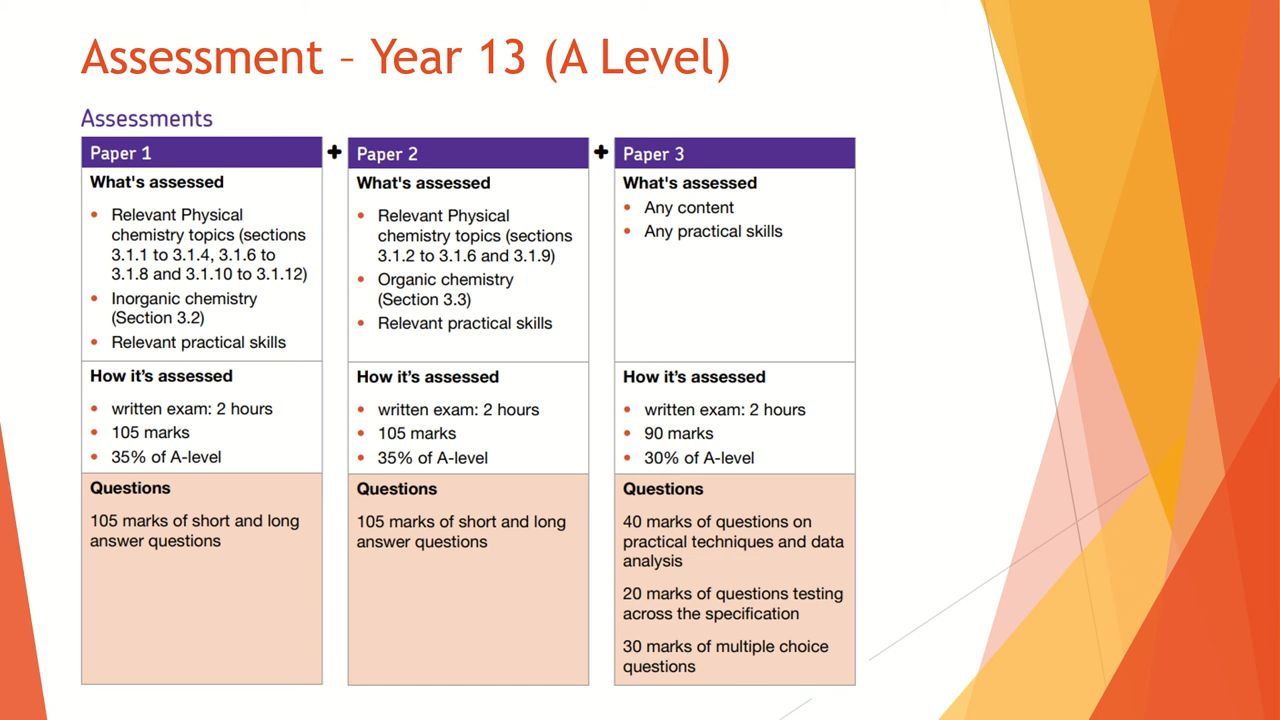 Assessment – Year 13 (A Level)
Assessments
Paper 1
What's assessed
• Relevant Physical
chemistry topics (sections
3.1.1 to 3.1.4, 3.1.6 to
3.1.8 and 3.1.10 to 3.1.12)
• Inorganic chemistry
(Section 3.2)
• Relevant practical skills
How it's assessed
• written exam: 2 hours
• 105 marks
• 35% of A-level
Questions
105 marks of short and long
answer questions
+
Paper 2
What's assessed
• Relevant Physical
chemistry topics (sections
3.1.2 to 3.1.6 and 3.1.9)
• Organic chemistry
(Section 3.3)
• Relevant practical skills
How it's assessed
• written exam: 2 hours
• 105 marks
• 35% of A-level
Questions
105 marks of short and long
answer questions
+
Paper 3
What's assessed
• Any content
• Any practical skills
How it's assessed
• written exam: 2 hours
• 90 marks
• 30% of A-level
Questions
40 marks of questions on
practical techniques and data
analysis
20 marks of questions testing
across the specification
30 marks of multiple choice
questions